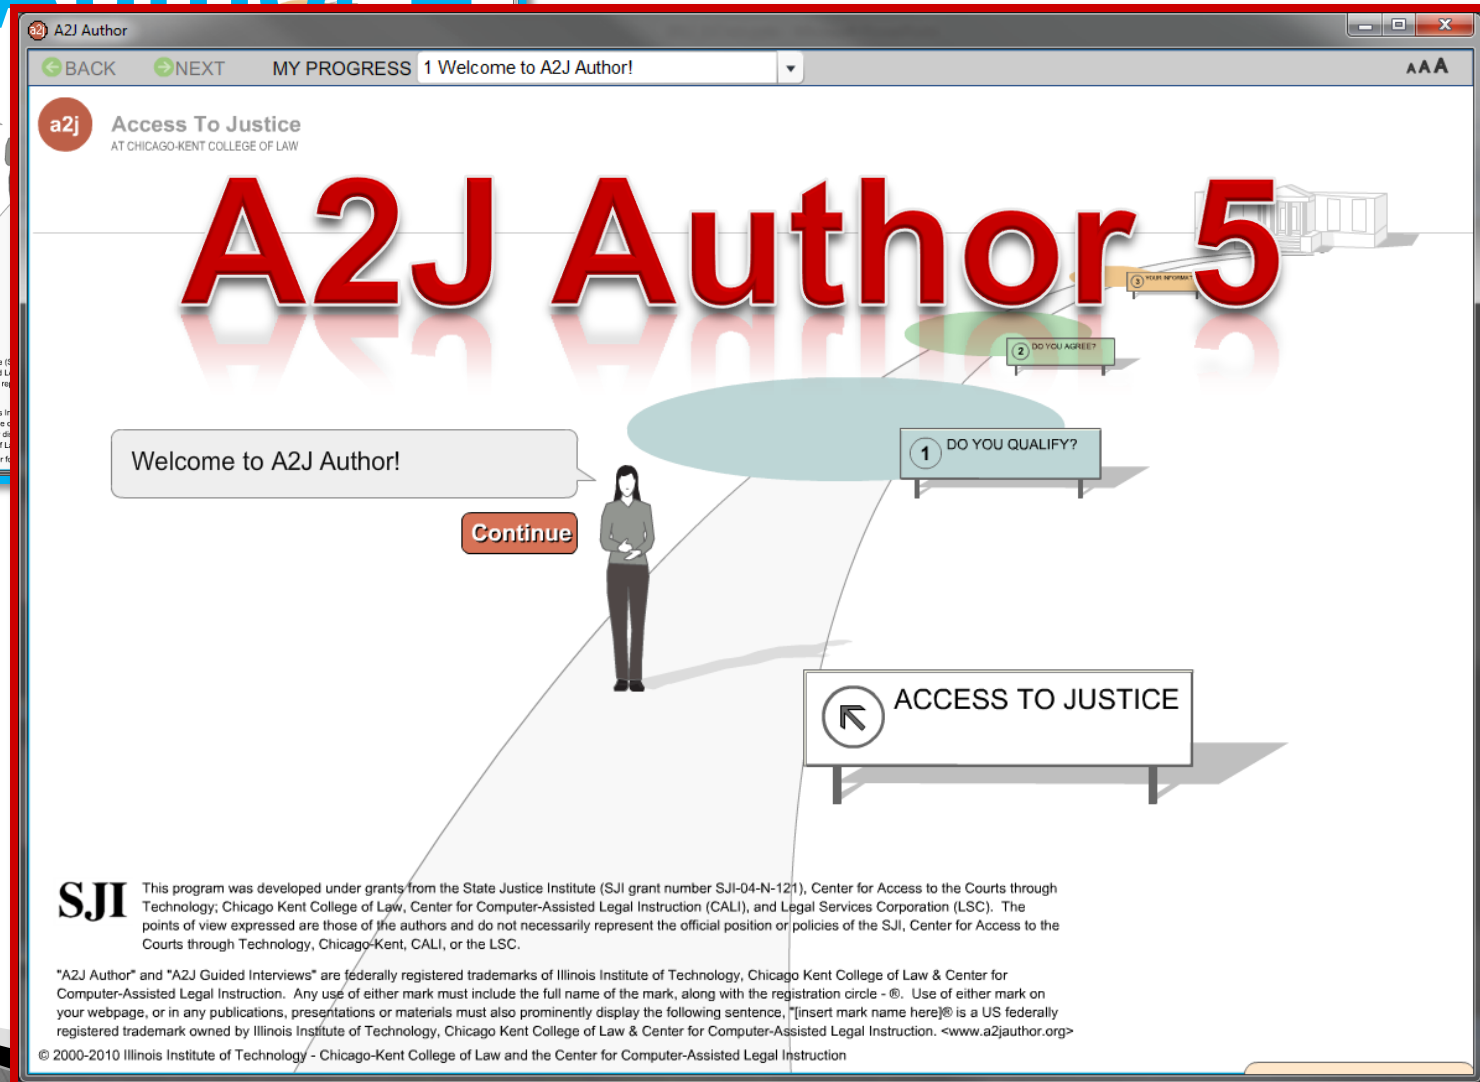 A2J Author
BACK NEXT MY PROGRESS 1 Welcome to A2J Author! AAA
a2j Access To Justice
AT CHICAGO-KENT COLLEGE OF LAW
A2J Author 5
3
2 DO YOU AGREE?
1 DO YOU QUALIFY?
Welcome to A2J Author!
Continue
ACCESS TO JUSTICE
SJI This program was developed under grants from the State Justice Institute (SJI grant number SJI-04-N-121), Center for Access to the Courts through
Technology; Chicago Kent College of Law, Center for Computer-Assisted Legal Instruction (CALI), and Legal Services Corporation (LSC). The
points of view expressed are those of the authors and do not necessarily represent the official position or policies of the SJI, Center for Access to the
Courts through Technology, Chicago-Kent, CALI, or the LSC.
"A2J Author" and "A2J Guided Interviews" are federally registered trademarks of Illinois Institute of Technology, Chicago Kent College of Law & Center for
Computer-Assisted Legal Instruction. Any use of either mark must include the full name of the mark, along with the registration circle - ®. Use of either mark on
your webpage, or in any publications, presentations or materials must also prominently display the following sentence, "[insert mark name here]® is a US federally
registered trademark owned by Illinois Institute of Technology, Chicago Kent College of Law & Center for Computer-Assisted Legal Instruction. <www.a2jauthor.org>
© 2000-2010 Illinois Institute of Technology - Chicago-Kent College of Law and the Center for Computer-Assisted Legal Instruction